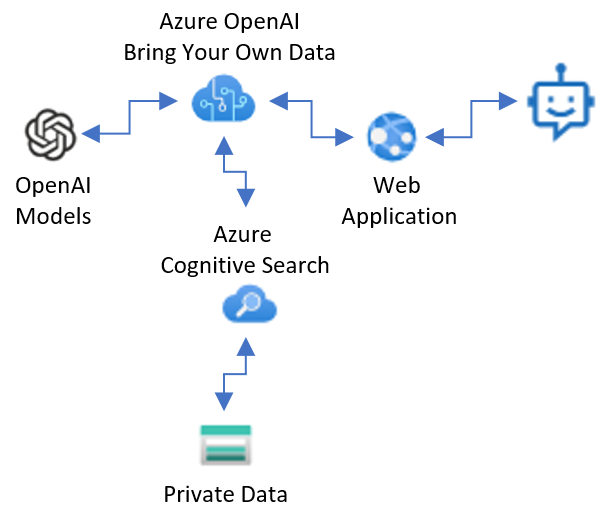 Azure OpenAI
Bring Your Own Data
OpenAI
Models
Web
Application
Azure
Cognitive Search
Private Data